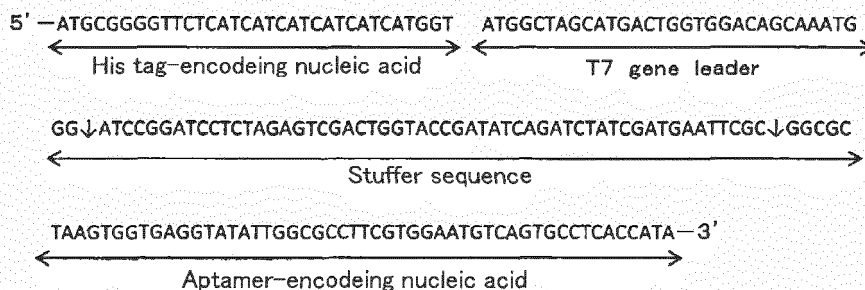 5' —ATGCGGGGTTCTCATCATCATCATCATCATGGT ATGGCTAGCATGACTGGTGGACAGCAAATG
His tag-encodeing nucleic acid T7 gene leader
GG↓ATCCGGATCCTCTAGAGTCGACTGGTACCGATATCAGATCTATCGATGAATTCGC↓GGCGC
Stuffer sequence
TAAGTGGTGAGGTATATTGGCGCCTTCGTGGAATGTCAGTGCCTCACCATA—3'
Aptamer-encodeing nucleic acid